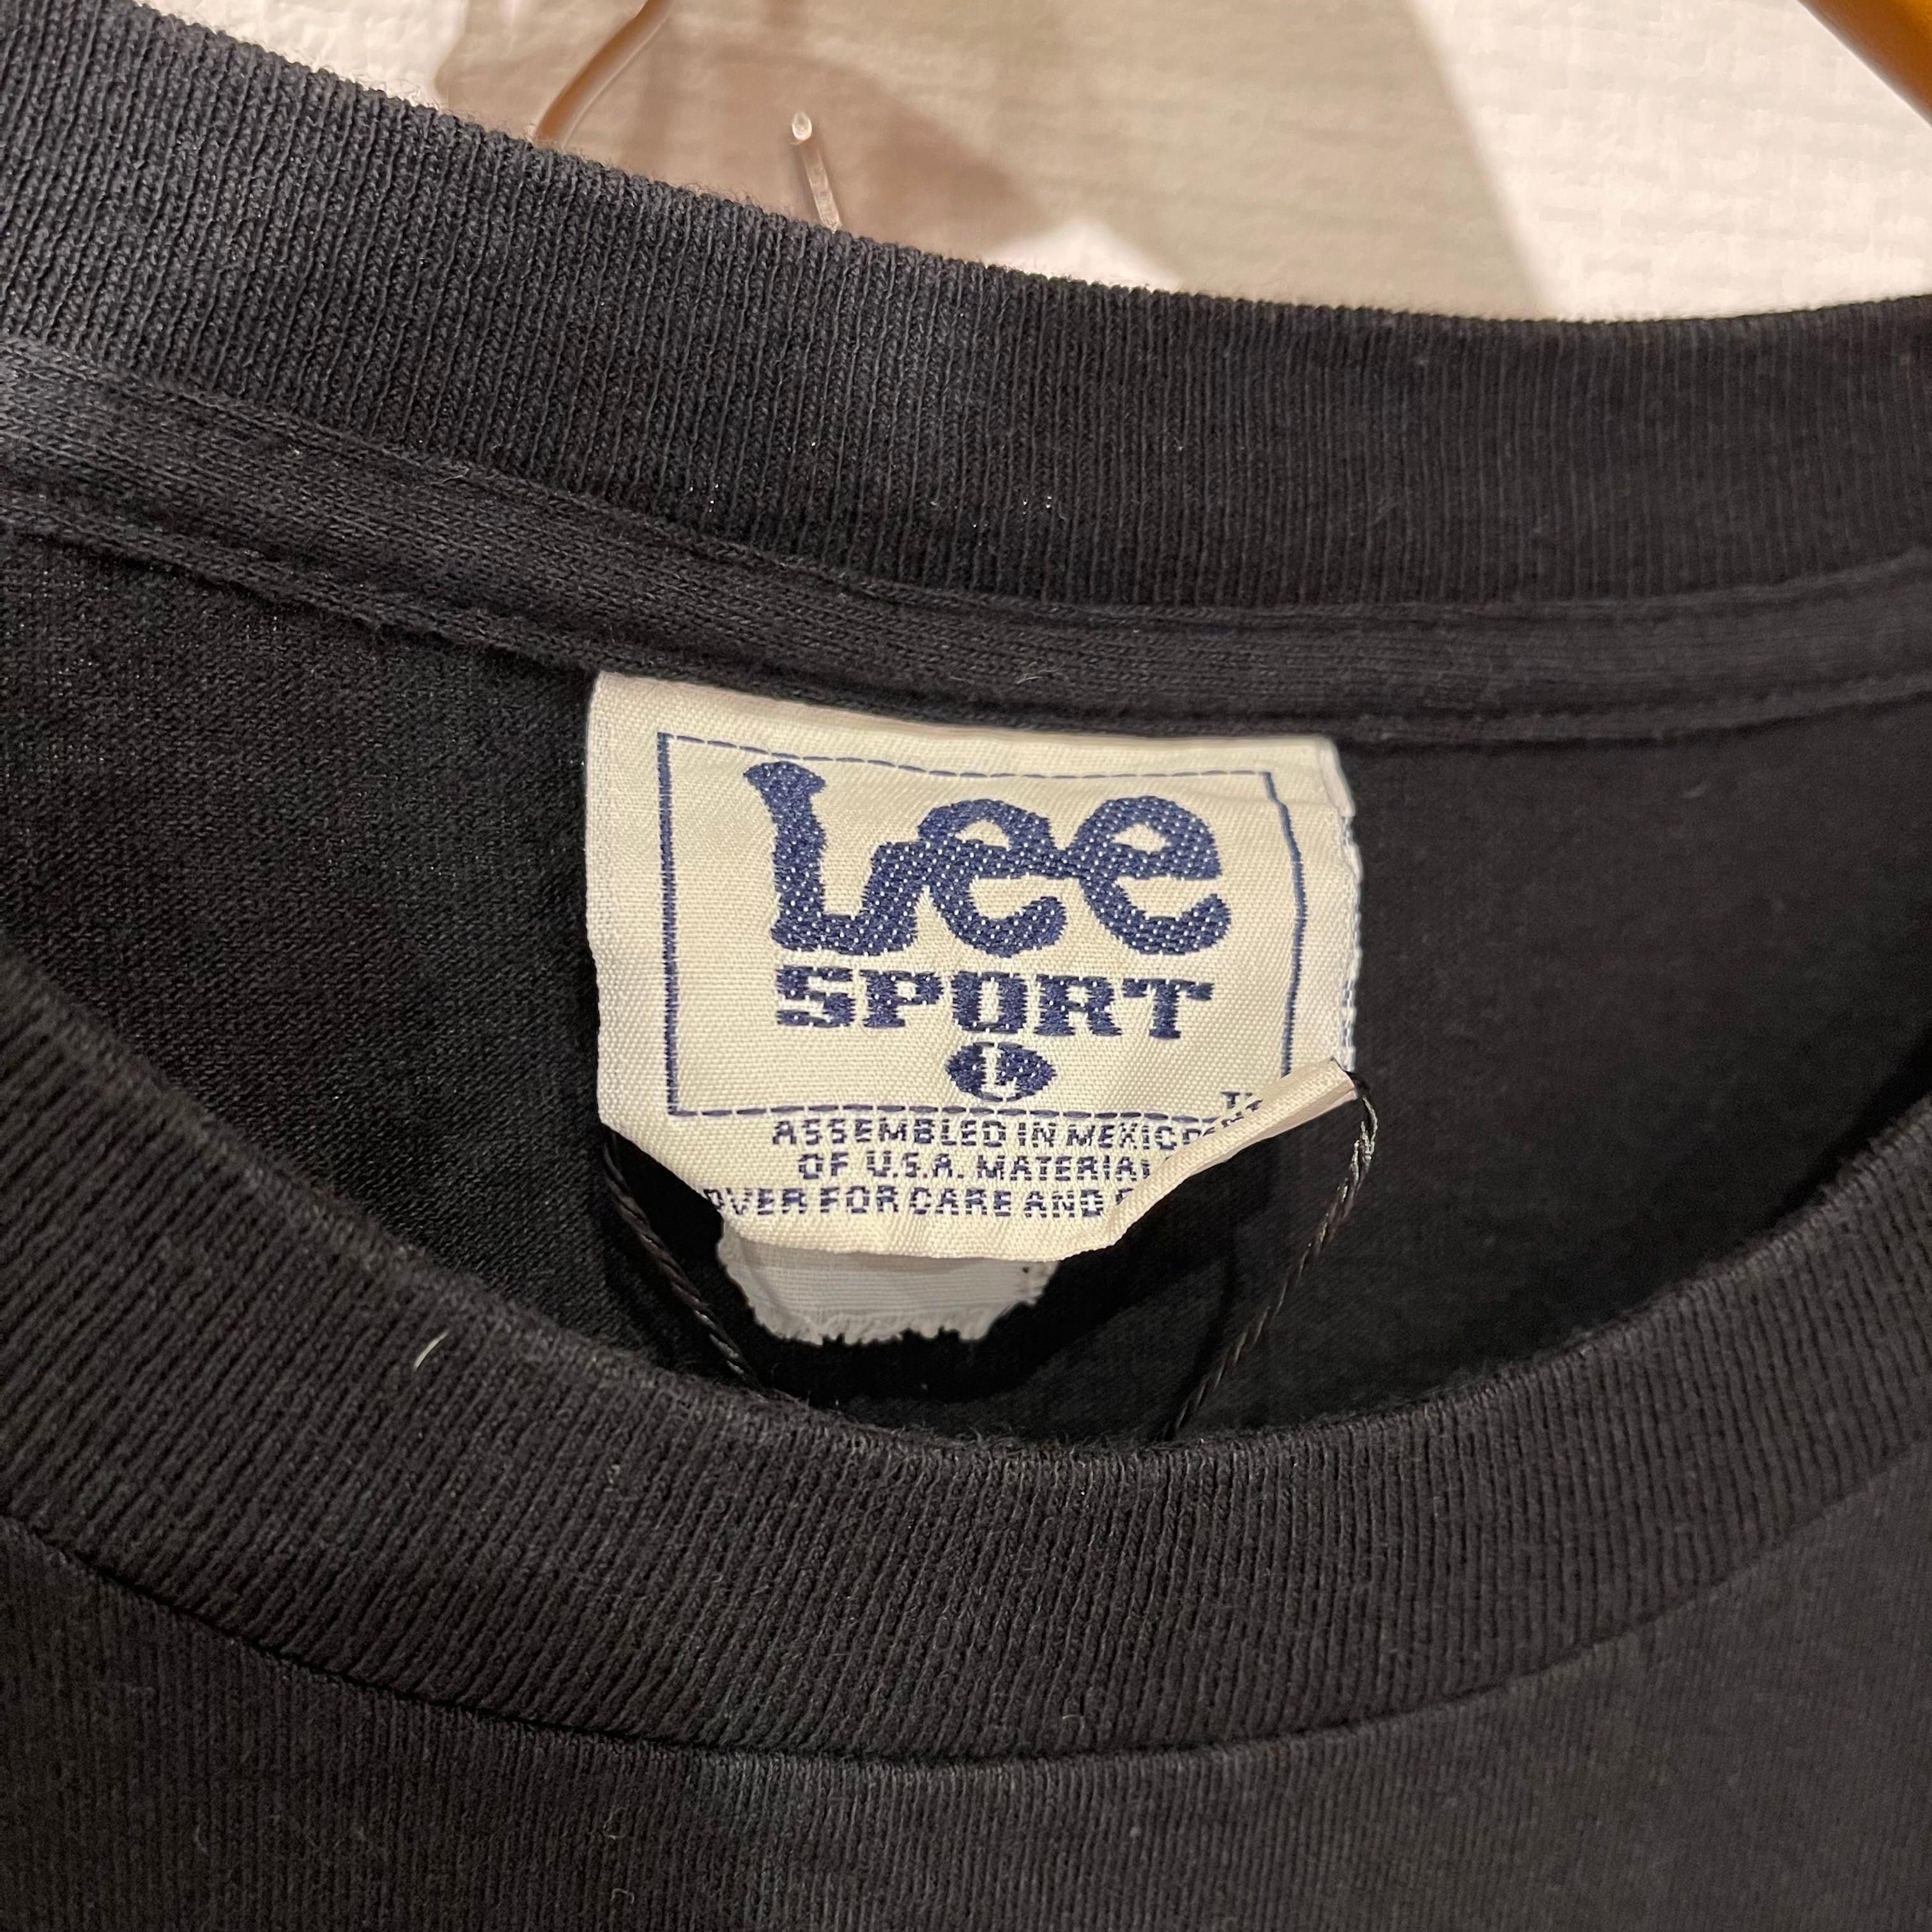 Lee
SPORT
L
ASSEMBLED IN MEXICO
OF U.S.A. MATERIAL
FOR CARE AND